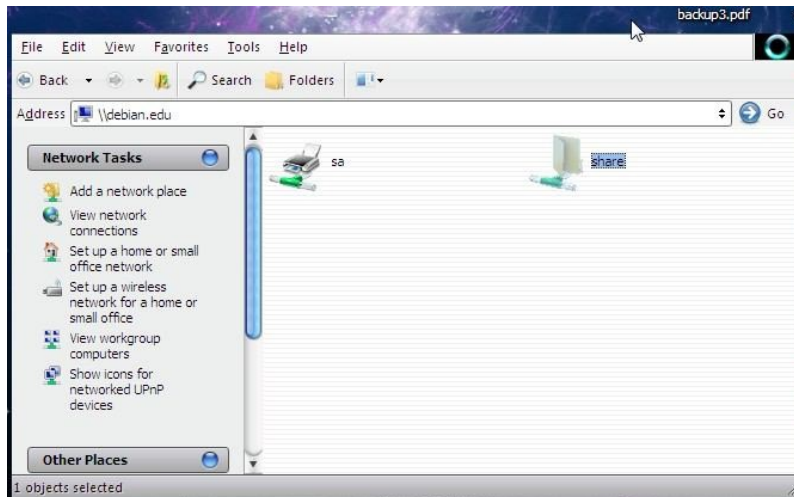 backup3.pdf
File Edit View Favorites Tools Help
Back Search Folders
Address \\debian.edu Go
Network Tasks
Add a network place
View network
connections
Set up a home or small
office network
Set up a wireless
network for a home or
small office
View workgroup
computers
Show icons for
networked UPnP
devices
Other Places
sa
share
1 objects selected